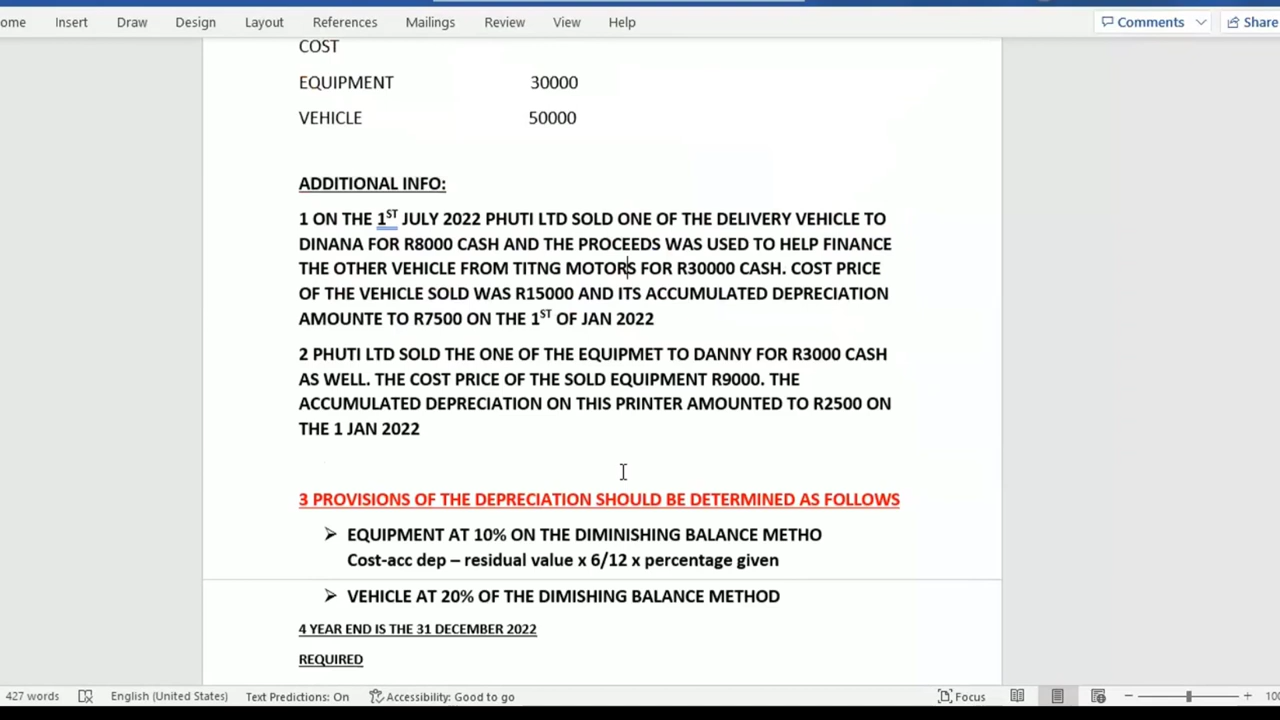 ome Insert Draw Design Layout References Mailings Review View Help Comments Share
COST
EQUIPMENT 30000
VEHICLE 50000
ADDITIONAL INFO:
1 ON THE 1ST JULY 2022 PHUTI LTD SOLD ONE OF THE DELIVERY VEHICLE TO
DINANA FOR R8000 CASH AND THE PROCEEDS WAS USED TO HELP FINANCE
THE OTHER VEHICLE FROM TITNG MOTORS FOR R30000 CASH. COST PRICE
OF THE VEHICLE SOLD WAS R15000 AND ITS ACCUMULATED DEPRECIATION
AMOUNTE TO R7500 ON THE 1ST OF JAN 2022
2 PHUTI LTD SOLD THE ONE OF THE EQUIPMET TO DANNY FOR R3000 CASH
AS WELL. THE COST PRICE OF THE SOLD EQUIPMENT R9000. THE
ACCUMULATED DEPRECIATION ON THIS PRINTER AMOUNTED TO R2500 ON
THE 1 JAN 2022
3 PROVISIONS OF THE DEPRECIATION SHOULD BE DETERMINED AS FOLLOWS
➢ EQUIPMENT AT 10% ON THE DIMINISHING BALANCE METHO
Cost-acc dep – residual value x 6/12 x percentage given
➢ VEHICLE AT 20% OF THE DIMISHING BALANCE METHOD
4 YEAR END IS THE 31 DECEMBER 2022
REQUIRED
427 words English (United States) Text Predictions: On Accessibility: Good to go Focus 100